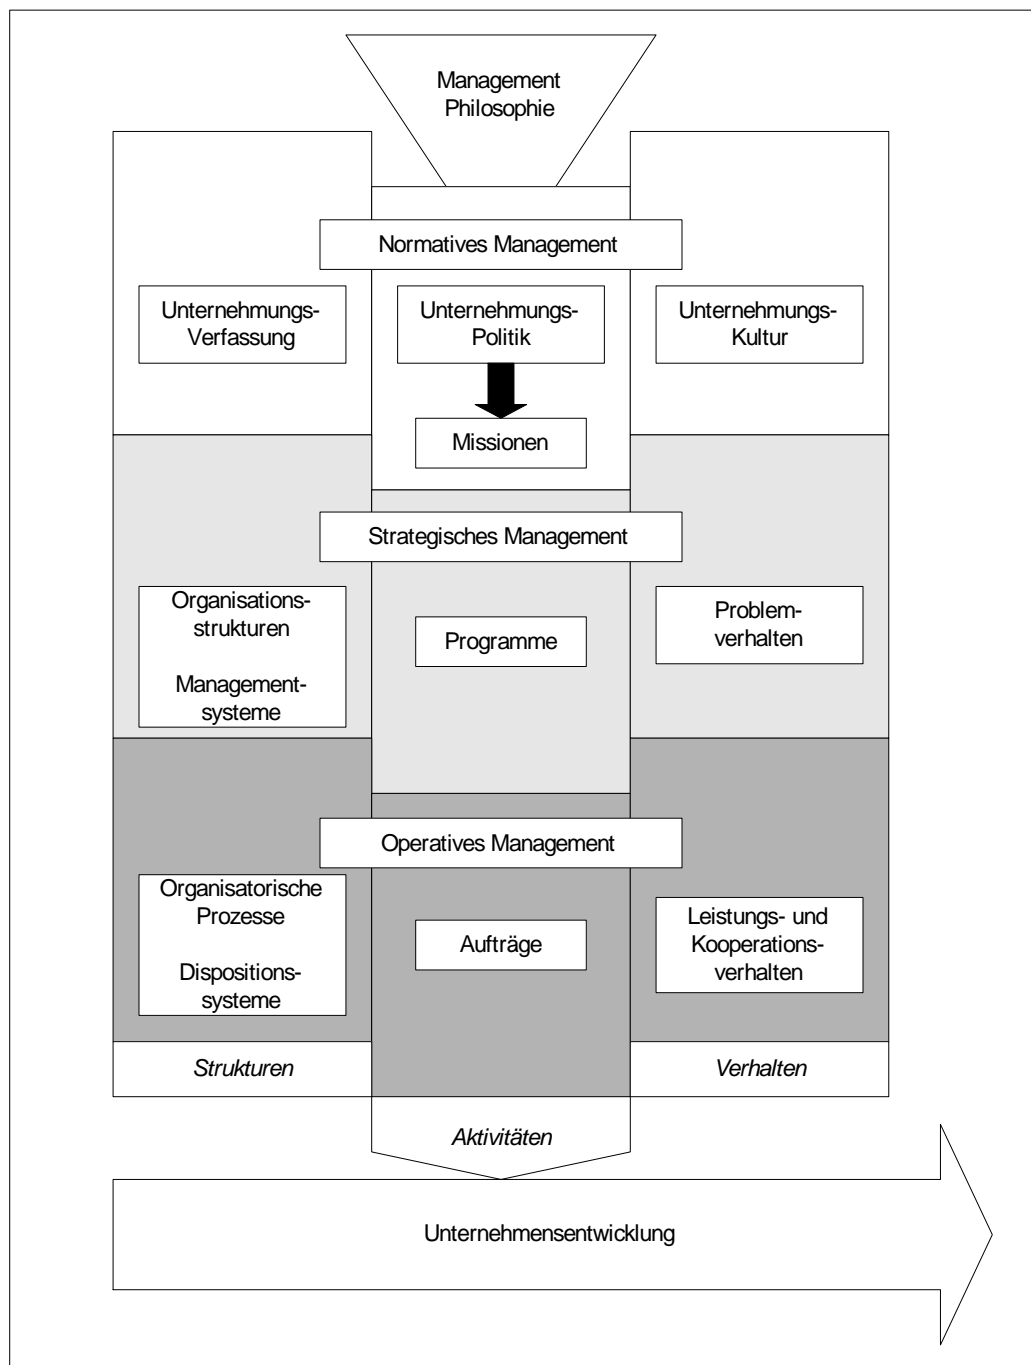 Management
Philosophie
Normatives Management
Unternehmungs-
Verfassung
Unternehmungs-
Politik
Unternehmungs-
Kultur
Missionen
Strategisches Management
Organisations-
strukturen
Management-
systeme
Programme
Problem-
verhalten
Operatives Management
Organisatorische
Prozesse
Dispositions-
systeme
Aufträge
Leistungs- und
Kooperations-
verhalten
Strukturen
Aktivitäten
Verhalten
Unternehmensentwicklung